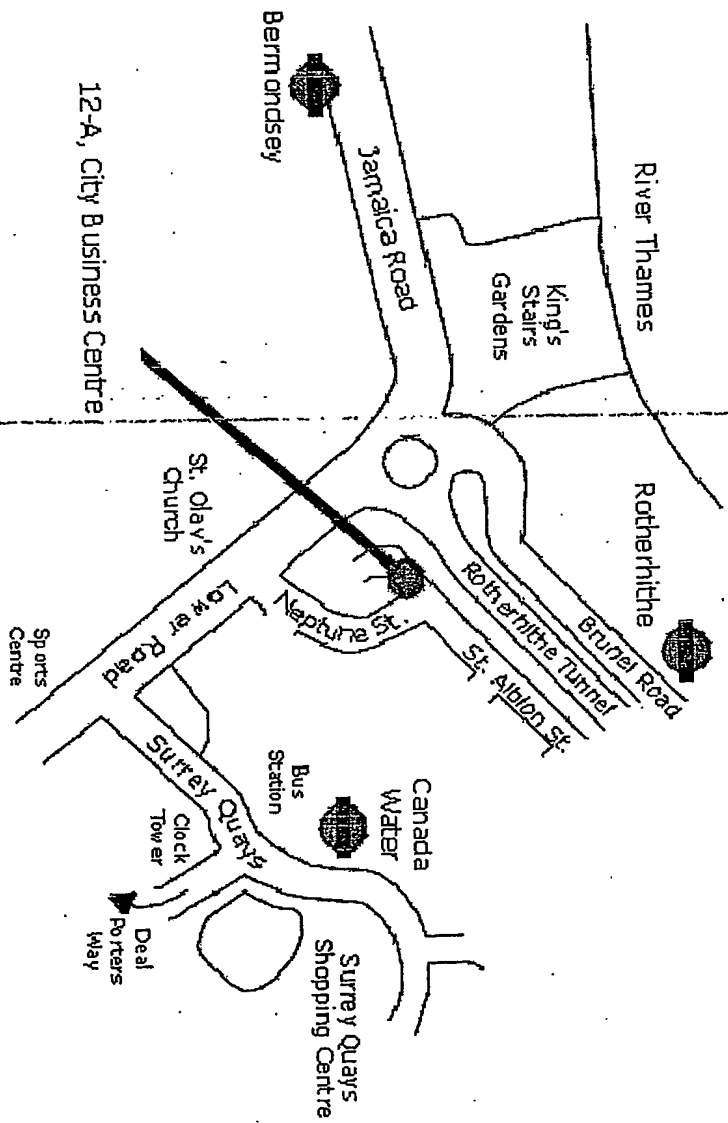 River Thames
Rotherhithe
King's
Stairs
Gardens
Brunel Road
Rotherhithe Tunnel
St. Albion St.
Jamaica Road
Neptune St.
Canada
Water
Bermondsey
Bus
Station
Surrey Quays
Shopping Centre
St. Olav's
Church
Lower Road
Surrey Quays
Clock
Tower
Deal
Porters
Way
12-A, City Business Centre
Sports
Centre